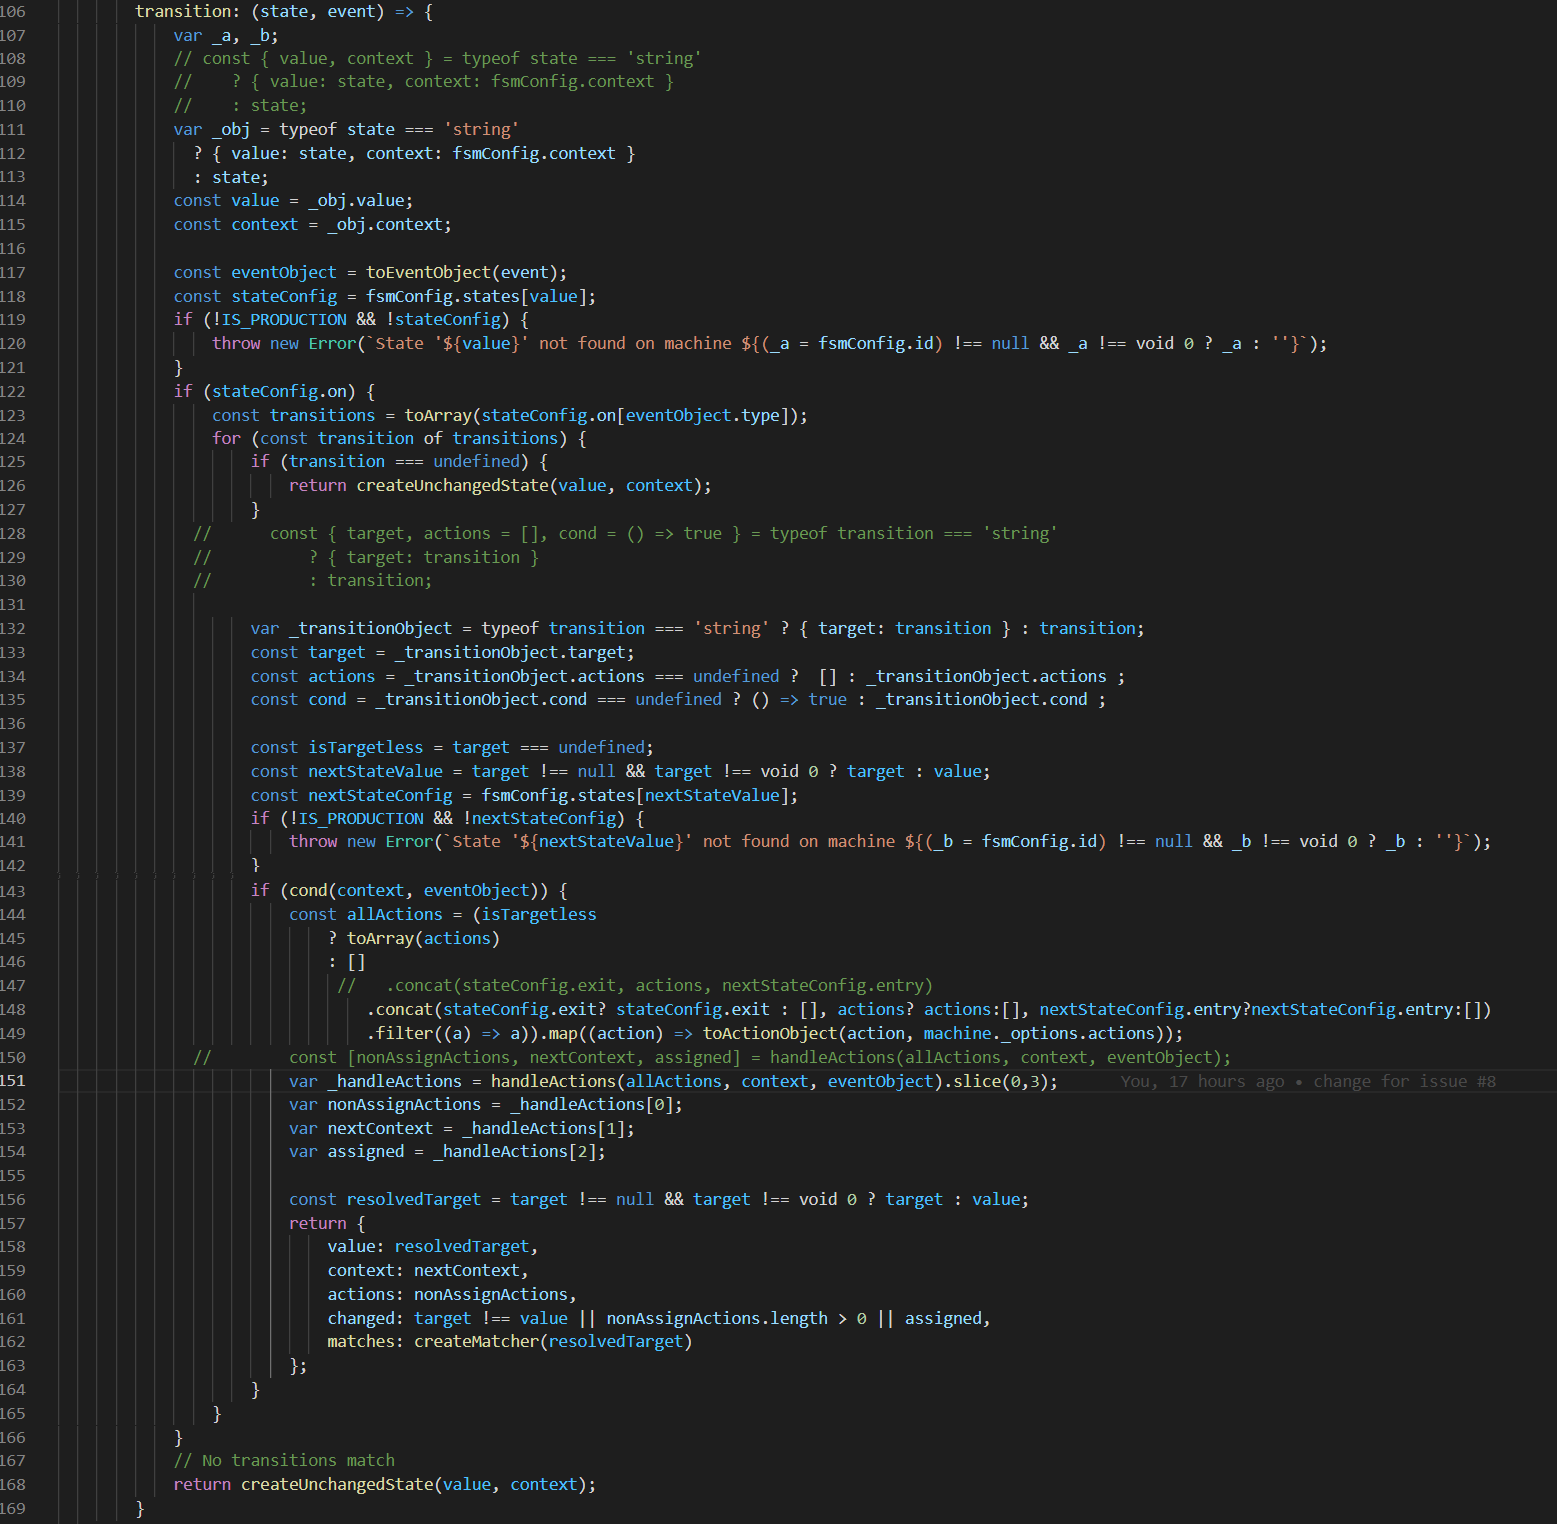 106 transition: (state, event) => {
107 var _a, _b;
108 // const { value, context } = typeof state === 'string'
109 //    ? { value: state, context: fsmConfig.context }
110 //    : state;
111 var _obj = typeof state === 'string'
112 ? { value: state, context: fsmConfig.context }
113 : state;
114 const value = _obj.value;
115 const context = _obj.context;
116
117 const eventObject = toEventObject(event);
118 const stateConfig = fsmConfig.states[value];
119 if (!IS_PRODUCTION && !stateConfig) {
120 throw new Error(`State '${value}' not found on machine ${(_a = fsmConfig.id) !== null && _a !== void 0 ? _a : ''}`);
121 }
122 if (stateConfig.on) {
123 const transitions = toArray(stateConfig.on[eventObject.type]);
124 for (const transition of transitions) {
125 if (transition === undefined) {
126 return createUnchangedState(value, context);
127 }
128 //      const { target, actions = [], cond = () => true } = typeof transition === 'string'
129 //          ? { target: transition }
130 //          : transition;
131
132 var _transitionObject = typeof transition === 'string' ? { target: transition } : transition;
133 const target = _transitionObject.target;
134 const actions = _transitionObject.actions === undefined ?  [] : _transitionObject.actions ;
135 const cond = _transitionObject.cond === undefined ? () => true : _transitionObject.cond ;
136
137 const isTargetless = target === undefined;
138 const nextStateValue = target !== null && target !== void 0 ? target : value;
139 const nextStateConfig = fsmConfig.states[nextStateValue];
140 if (!IS_PRODUCTION && !nextStateConfig) {
141 throw new Error(`State '${nextStateValue}' not found on machine ${(_b = fsmConfig.id) !== null && _b !== void 0 ? _b : ''}`);
142 }
143 if (cond(context, eventObject)) {
144 const allActions = (isTargetless
145 ? toArray(actions)
146 : []
147 //   .concat(stateConfig.exit, actions, nextStateConfig.entry)
148 .concat(stateConfig.exit? stateConfig.exit : [], actions? actions:[], nextStateConfig.entry?nextStateConfig.entry:[])
149 .filter((a) => a)).map((action) => toActionObject(action, machine._options.actions));
150 //        const [nonAssignActions, nextContext, assigned] = handleActions(allActions, context, eventObject);
151 var _handleActions = handleActions(allActions, context, eventObject).slice(0,3); You, 17 hours ago • change for issue #8
152 var nonAssignActions = _handleActions[0];
153 var nextContext = _handleActions[1];
154 var assigned = _handleActions[2];
155
156 const resolvedTarget = target !== null && target !== void 0 ? target : value;
157 return {
158 value: resolvedTarget,
159 context: nextContext,
160 actions: nonAssignActions,
161 changed: target !== value || nonAssignActions.length > 0 || assigned,
162 matches: createMatcher(resolvedTarget)
163 };
164 }
165 }
166 }
167 // No transitions match
168 return createUnchangedState(value, context);
169 }